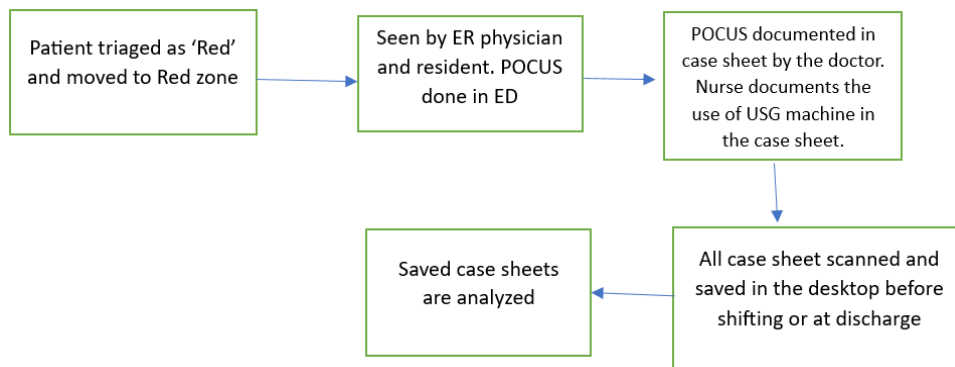 Patient triaged as ‘Red’
and moved to Red zone
Seen by ER physician
and resident. POCUS
done in ED
POCUS documented in
case sheet by the doctor.
Nurse documents the
use of USG machine in
the case sheet.
All case sheet scanned and
saved in the desktop before
shifting or at discharge
Saved case sheets
are analyzed